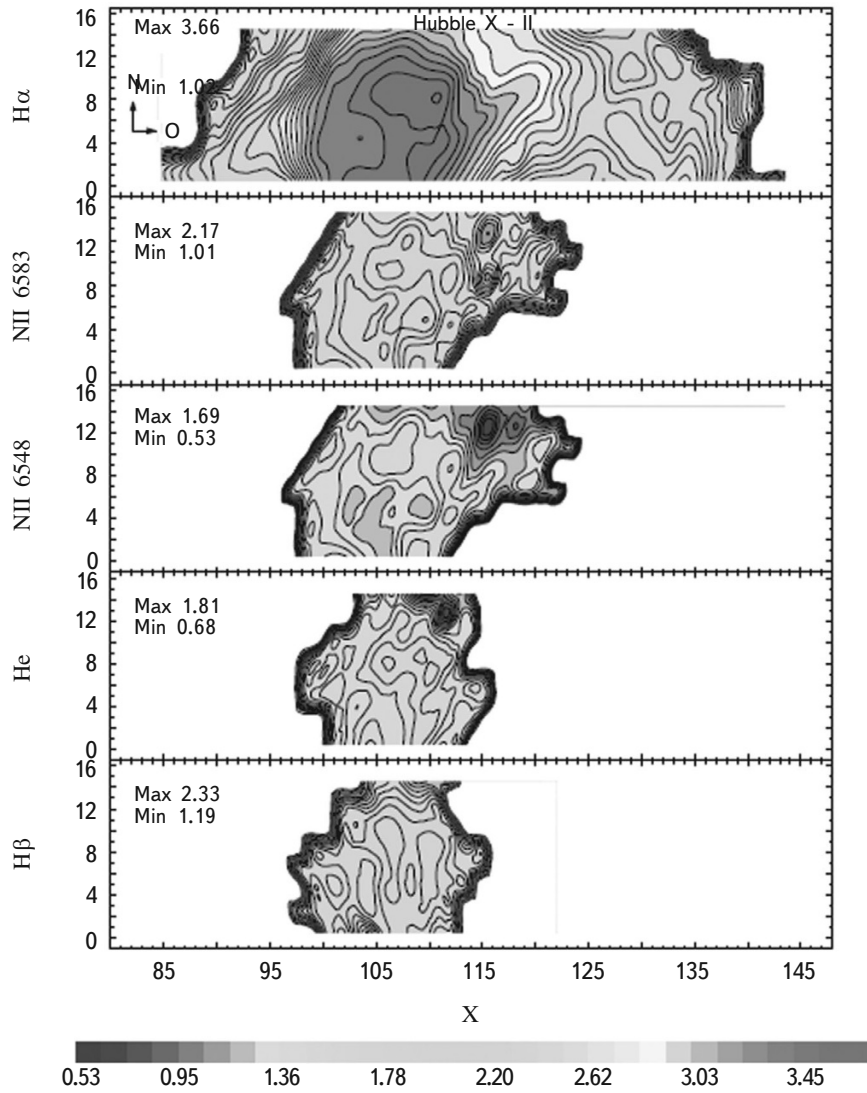 Hubble X - II
16
Max 3.66
12
Min 1.02
N
8
O
4
0
Hα
16
Max 2.17
Min 1.01
12
8
4
0
NII 6583
16
Max 1.69
Min 0.53
12
8
4
0
NII 6548
16
Max 1.81
Min 0.68
12
8
4
0
He
16
Max 2.33
Min 1.19
12
8
4
0
Hβ
85 95 105 115 125 135 145
X
0.53 0.95 1.36 1.78 2.20 2.62 3.03 3.45